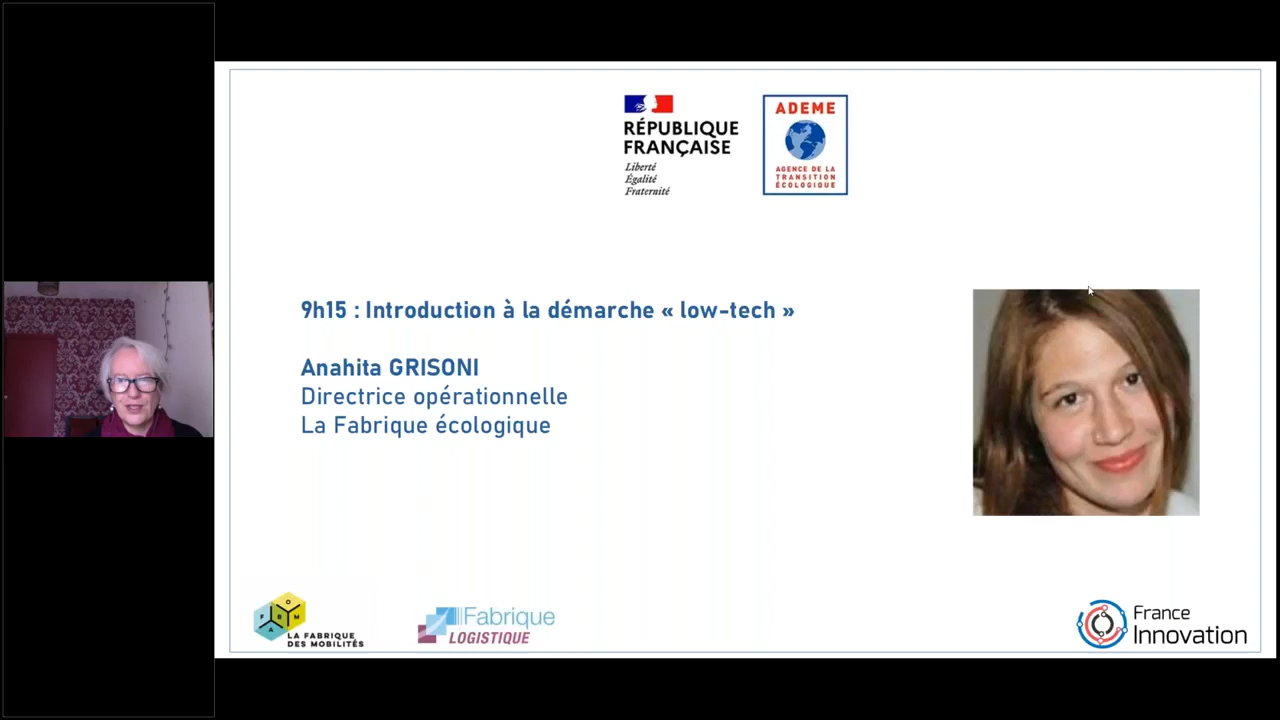 RÉPUBLIQUE
FRANÇAISE
Liberté
Égalité
Fraternité
ADEME
AGENCE DE LA
TRANSITION
ÉCOLOGIQUE
9h15 : Introduction à la démarche « low-tech »
Anahita GRISONI
Directrice opérationnelle
La Fabrique écologique
F A B O M
LA FABRIQUE
DES MOBILITÉS
Fabrique
LOGISTIQUE
France
Innovation